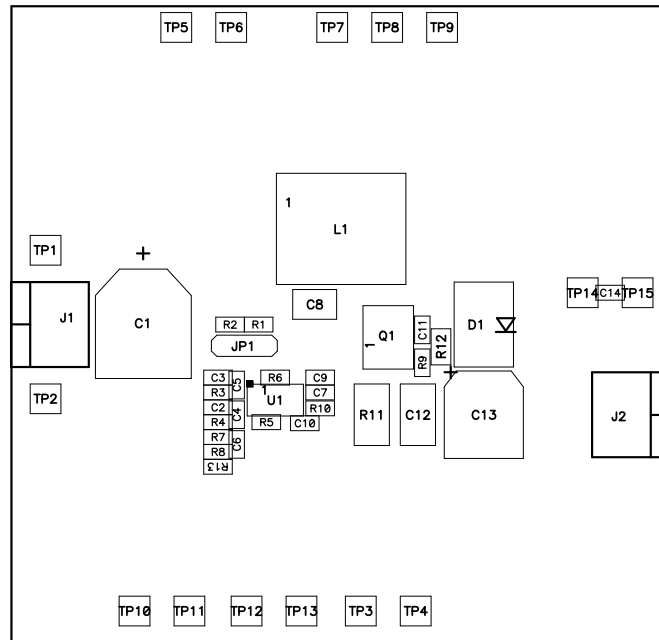 TP5 TP6 TP7 TP8 TP9
1
L1
TP1
+
C8
TP14 C14 TP15
J1
C1
R2 R1
C11
Q1
D1
1
JP1
R12
R9
+
C3
C5
R6
C9
TP2
R3
1
U1
C7
C2
C4
R10
R11
C12
C13
J2
R4
R5
C10
R7
C6
R8
R13
TP10 TP11 TP12 TP13 TP3 TP4